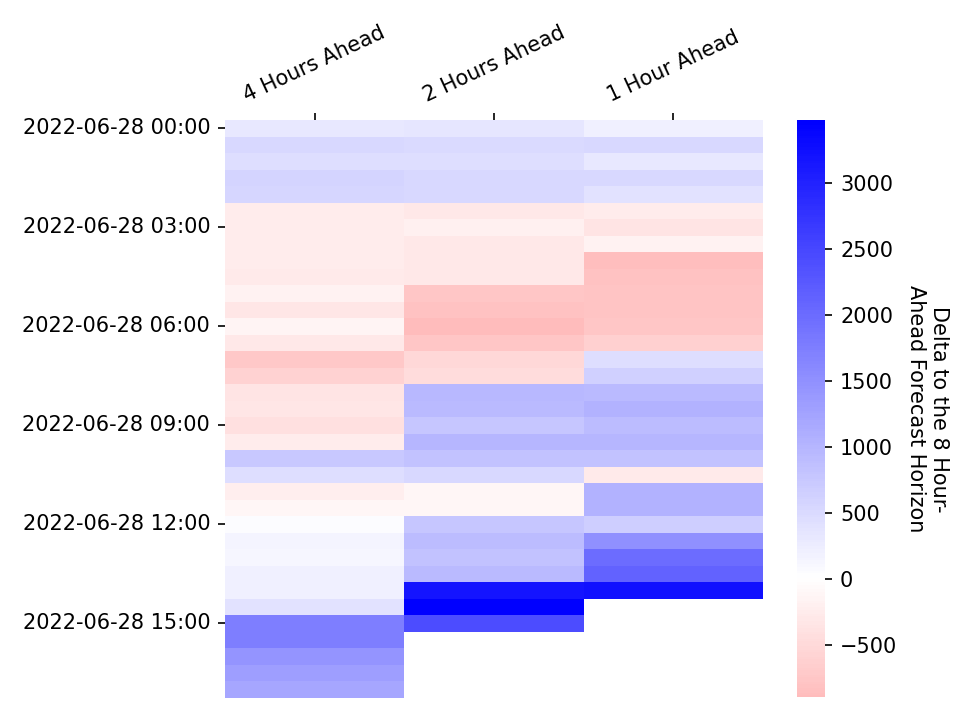 4 Hours Ahead
2 Hours Ahead
1 Hour Ahead
2022-06-28 00:00
2022-06-28 03:00
2022-06-28 06:00
2022-06-28 09:00
2022-06-28 12:00
2022-06-28 15:00
3000
2500
2000
1500
1000
500
0
−500
Delta to the 8 Hour-
Ahead Forecast Horizon